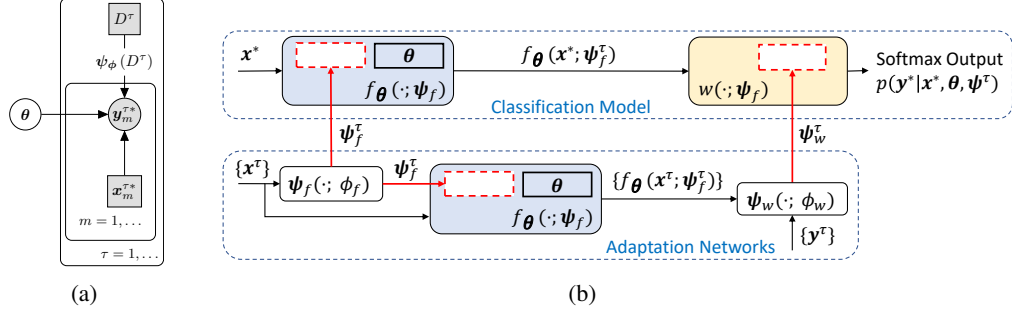 D^τ
ψ_ϕ(D^τ)
θ
y_m^{τ*}
x_m^{τ*}
m = 1, . . .
τ = 1, . . .
(a)
x*
θ
f_θ(·; ψ_f)
f_θ(x*; ψ_f^τ)
w(·; ψ_f)
Softmax Output
p(y*|x*, θ, ψ^τ)
Classification Model
ψ_f^τ
ψ_w^τ
{x^τ}
ψ_f(·; ϕ_f)
ψ_f^τ
θ
f_θ(·; ψ_f)
{f_θ(x^τ; ψ_f^τ)}
ψ_w(·; ϕ_w)
{y^τ}
Adaptation Networks
(b)